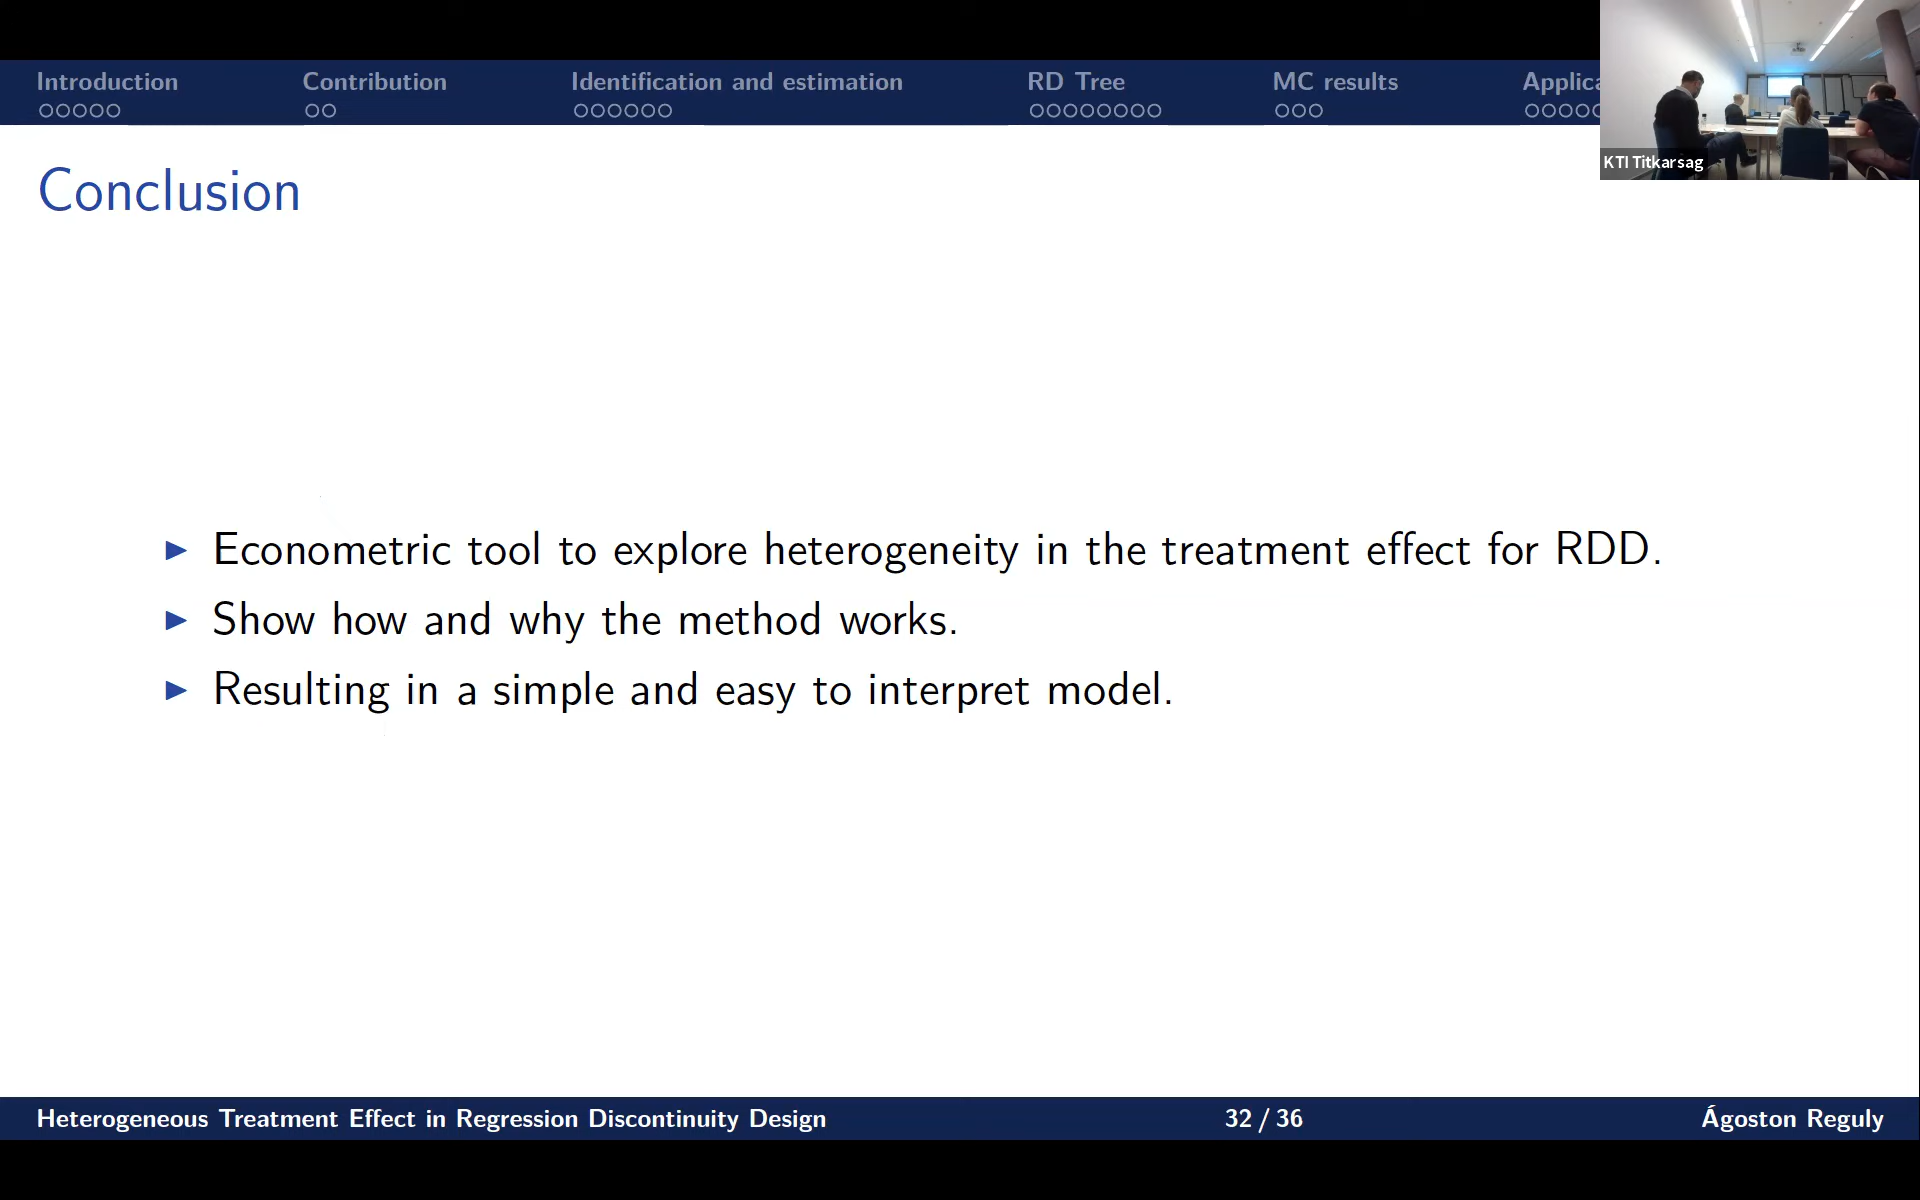 Introduction
Contribution
Identification and estimation
RD Tree
MC results
Applica
KTI Titkarsag
Conclusion
Econometric tool to explore heterogeneity in the treatment effect for RDD.
Show how and why the method works.
Resulting in a simple and easy to interpret model.
Heterogeneous Treatment Effect in Regression Discontinuity Design
32 / 36
Ágoston Reguly